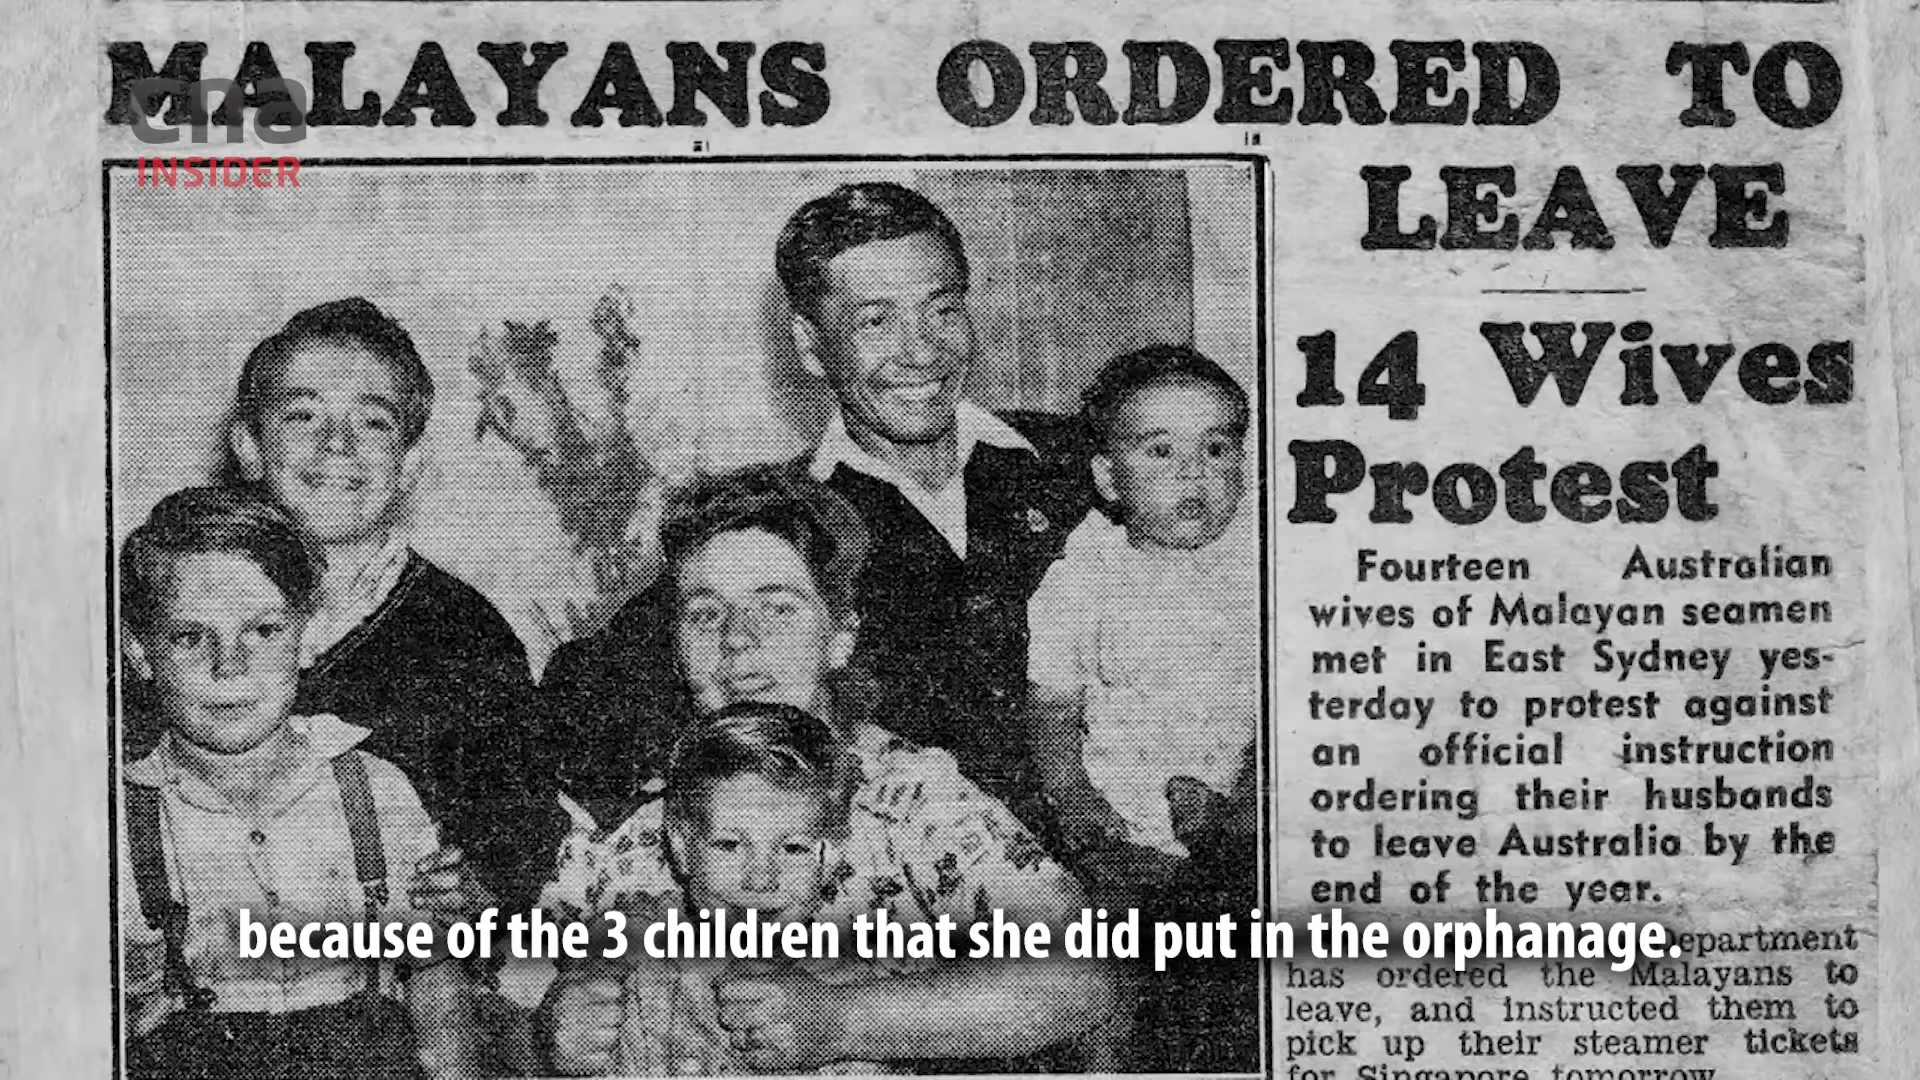 MALAYANS ORDERED TO
LEAVE
cna
INSIDER
14 Wives
Protest
Fourteen Australian
wives of Malayan seamen
met in East Sydney yes-
terday to protest against
an official instruction
ordering their husbands
to leave Australia by the
end of the year.
because of the 3 children that she did put in the orphanage.
has ordered the Malayans to
leave, and instructed them to
pick up their steamer tickets
for Singapore tomorrow